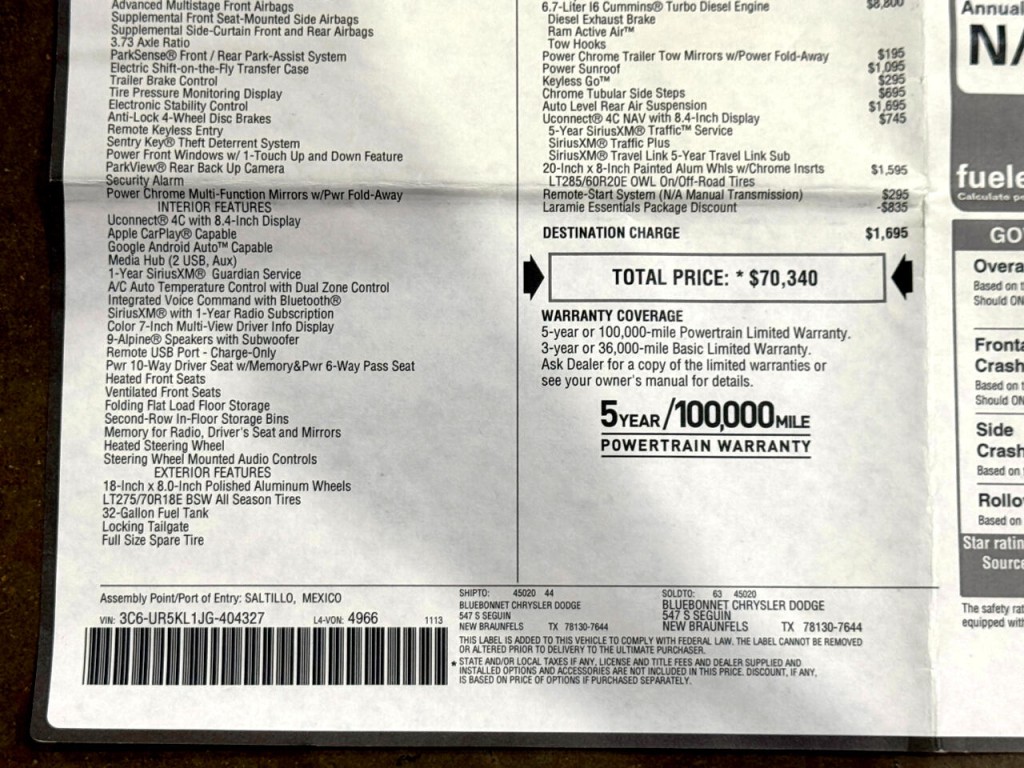 Advanced Multistage Front Airbags
Supplemental Front Seat-Mounted Side Airbags
Supplemental Side-Curtain Front and Rear Airbags
3.73 Axle Ratio
ParkSense® Front / Rear Park-Assist System
Electric Shift-on-the-Fly Transfer Case
Trailer Brake Control
Tire Pressure Monitoring Display
Electronic Stability Control
Anti-Lock 4-Wheel Disc Brakes
Remote Keyless Entry
Sentry Key® Theft Deterrent System
Power Front Windows w/ 1-Touch Up and Down Feature
ParkView® Rear Back Up Camera
Security Alarm
Power Chrome Multi-Function Mirrors w/Pwr Fold-Away
INTERIOR FEATURES
Uconnect® 4C with 8.4-Inch Display
Apple CarPlay® Capable
Google Android Auto™ Capable
Media Hub (2 USB, Aux)
1-Year SiriusXM® Guardian Service
A/C Auto Temperature Control with Dual Zone Control
Integrated Voice Command with Bluetooth®
SiriusXM® with 1-Year Radio Subscription
Color 7-Inch Multi-View Driver Info Display
9-Alpine® Speakers with Subwoofer
Remote USB Port - Charge-Only
Pwr 10-Way Driver Seat w/Memory&Pwr 6-Way Pass Seat
Heated Front Seats
Ventilated Front Seats
Folding Flat Load Floor Storage
Second-Row In-Floor Storage Bins
Memory for Radio, Driver's Seat and Mirrors
Heated Steering Wheel
Steering Wheel Mounted Audio Controls
EXTERIOR FEATURES
18-Inch x 8.0-Inch Polished Aluminum Wheels
LT275/70R18E BSW All Season Tires
32-Gallon Fuel Tank
Locking Tailgate
Full Size Spare Tire
6.7-Liter I6 Cummins® Turbo Diesel Engine $8,800
Diesel Exhaust Brake
Ram Active Air™
Tow Hooks
Power Chrome Trailer Tow Mirrors w/Power Fold-Away $195
Power Sunroof $1,095
Keyless Go™ $295
Chrome Tubular Side Steps $695
Auto Level Rear Air Suspension $1,695
Uconnect® 4C NAV with 8.4-Inch Display $745
5-Year SiriusXM® Traffic™ Service
SiriusXM® Traffic Plus
SiriusXM® Travel Link 5-Year Travel Link Sub
20-Inch x 8-Inch Painted Alum Whls w/Chrome Insrts $1,595
LT285/60R20E OWL On/Off-Road Tires
Remote-Start System (N/A Manual Transmission) $295
Laramie Essentials Package Discount -$835
DESTINATION CHARGE $1,695
TOTAL PRICE: * $70,340
WARRANTY COVERAGE
5-year or 100,000-mile Powertrain Limited Warranty.
3-year or 36,000-mile Basic Limited Warranty.
Ask Dealer for a copy of the limited warranties or
see your owner's manual for details.
5YEAR/100,000MILE
POWERTRAIN WARRANTY
Assembly Point/Port of Entry: SALTILLO, MEXICO
VIN: 3C6-UR5KL1JG-404327 L4-VON: 4966 1113
SHIPTO: 45020 44
BLUEBONNET CHRYSLER DODGE
547 S SEGUIN
NEW BRAUNFELS TX 78130-7644
SOLDTO: 63 45020
BLUEBONNET CHRYSLER DODGE
547 S SEGUIN
NEW BRAUNFELS TX 78130-7644
THIS LABEL IS ADDED TO THIS VEHICLE TO COMPLY WITH FEDERAL LAW. THE LABEL CANNOT BE REMOVED
OR ALTERED PRIOR TO DELIVERY TO THE ULTIMATE PURCHASER.
* STATE AND/OR LOCAL TAXES IF ANY, LICENSE AND TITLE FEES AND DEALER SUPPLIED AND
INSTALLED OPTIONS AND ACCESSORIES ARE NOT INCLUDED IN THIS PRICE. DISCOUNT, IF ANY,
IS BASED ON PRICE OF OPTIONS IF PURCHASED SEPARATELY.
Annual
N/
fuele
Calculate pe
GO
Overa
Based on t
Should ON
Fronta
Crash
Based on t
Should ON
Side
Crash
Based on
Rollo
Based on
Star ratin
Source
The safety rat
equipped with